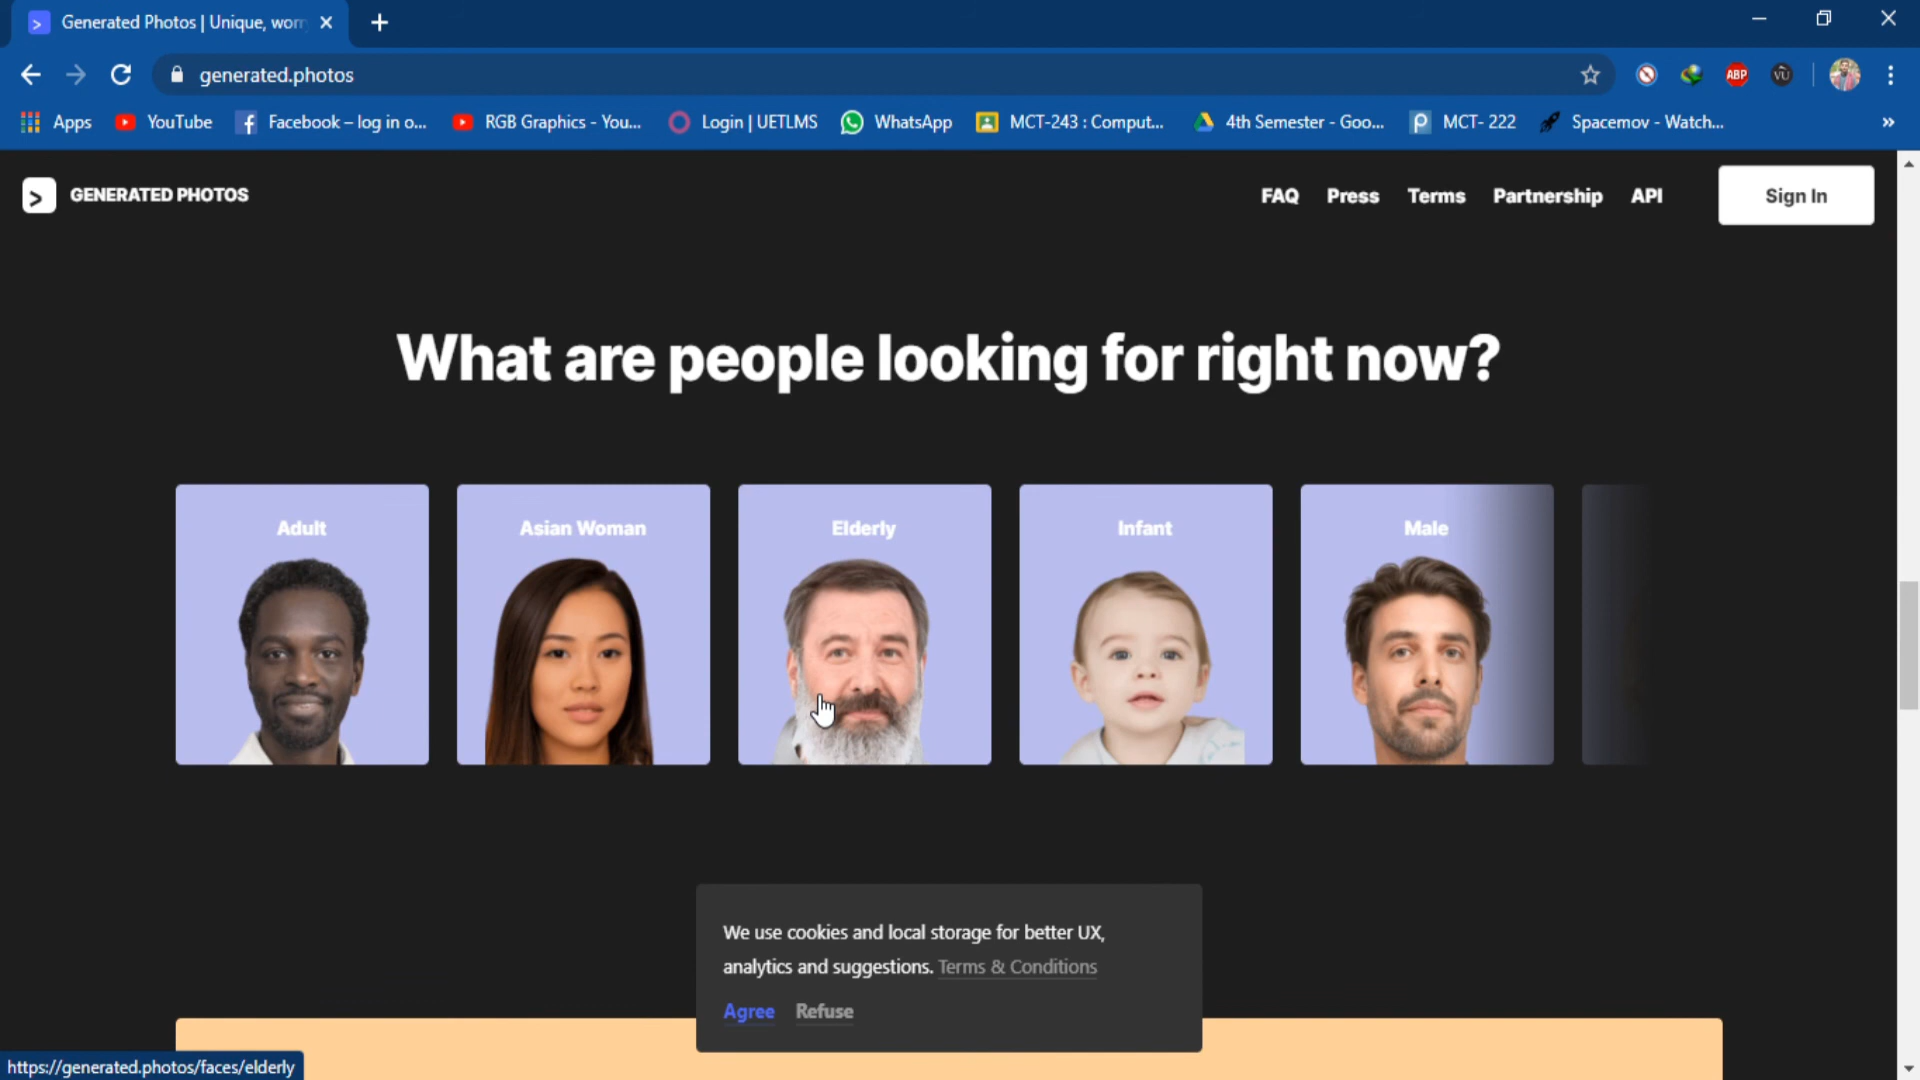 Generated Photos | Unique, worr
generated.photos
ABP
Apps
YouTube
Facebook – log in o...
RGB Graphics - You...
Login | UETLMS
WhatsApp
MCT-243 : Comput...
4th Semester - Goo...
MCT- 222
Spacemov - Watch...
GENERATED PHOTOS
FAQ
Press
Terms
Partnership
API
Sign In
What are people looking for right now?
Adult
Asian Woman
Elderly
Infant
Male
We use cookies and local storage for better UX,
analytics and suggestions. Terms & Conditions
Agree
Refuse
https://generated.photos/faces/elderly